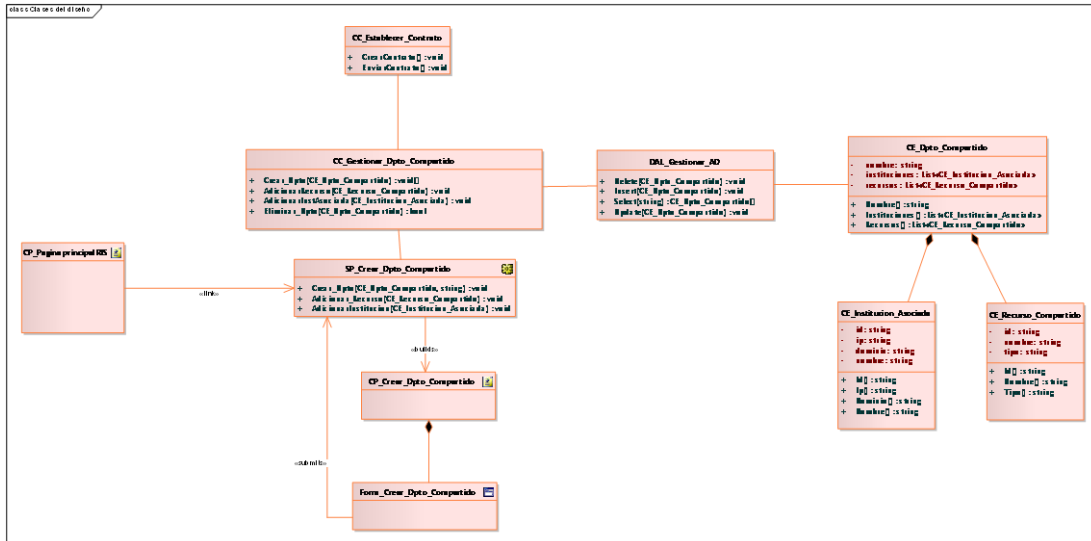 class Clases del diseño
CC_Establecer_Contrato
+ CrearContrato() : void
+ EnviarContrato() : void
CC_Gestionar_Dpto_Compartido
+ Crear_Dpto(CE_Dpto_Compartido) : void[]
+ AdicionarRecurso(CE_Recurso_Compartido) : void
+ AdicionarInstAsociada(CE_Institucion_Asociada) : void
+ Eliminar_Dpto(CE_Dpto_Compartido) : bool
DAL_Gestionar_AD
+ Delete(CE_Dpto_Compartido) : void
+ Insert(CE_Dpto_Compartido) : void
+ Select(string) : CE_Dpto_Compartido[]
+ Update(CE_Dpto_Compartido) : void
CE_Dpto_Compartido
- nombre: string
- instituciones: List<CE_Institucion_Asociada>
- recursos: List<CE_Recurso_Compartido>
+ Nombre() : string
+ Instituciones() : List<CE_Institucion_Asociada>
+ Recursos() : List<CE_Recurso_Compartido>
CP_Pagina principal RIS
«link»
SP_Crear_Dpto_Compartido
+ Crear_Dpto(CE_Dpto_Compartido, string) : void
+ Adicionar_Recurso(CE_Recurso_Compartido) : void
+ AdicionarInstitucion(CE_Institucion_Asociada) : void
«builds»
CP_Crear_Dpto_Compartido
«submit»
Form_Crear_Dpto_Compartido
CE_Institucion_Asociada
- id: string
- ip: string
- dominio: string
- nombre: string
+ Id() : string
+ Ip() : string
+ Dominio() : string
+ Nombre() : string
CE_Recurso_Compartido
- id: string
- nombre: string
- tipo: string
+ Id() : string
+ Nombre() : string
+ Tipo() : string